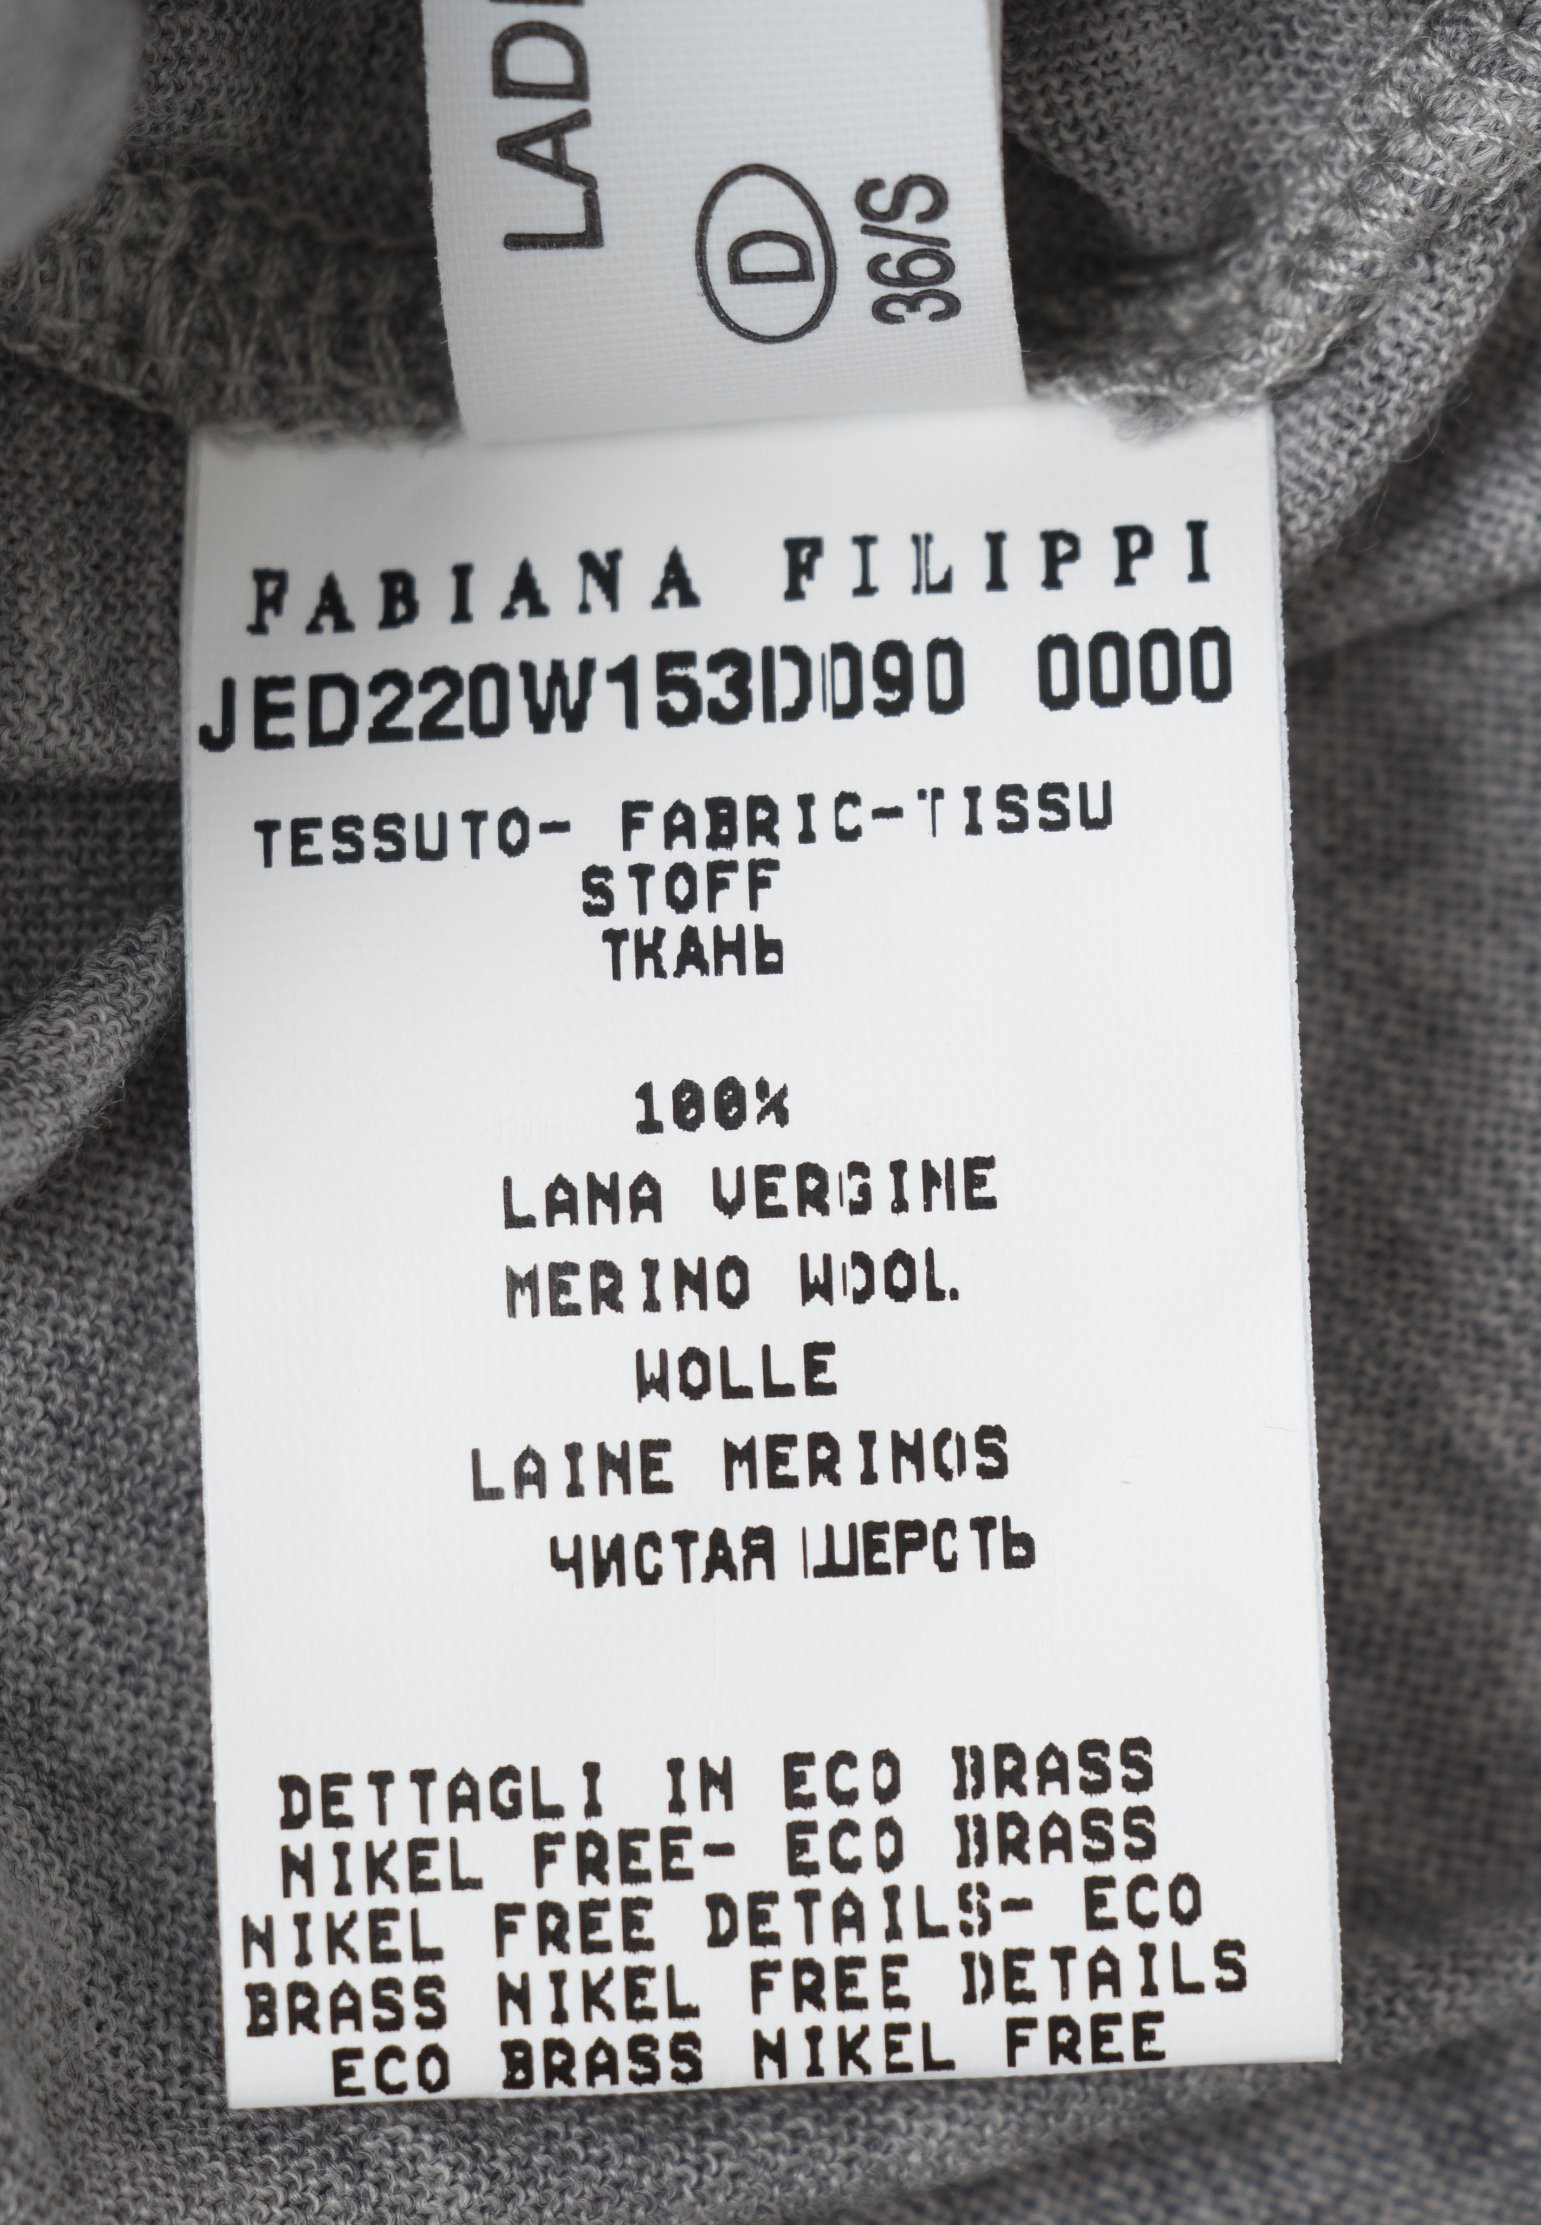 D
36/S
FABIANA FILIPPI
JED220W153D090 0000
TESSUTO- FABRIC-TISSU
STOFF
ТКАНЬ
100%
LANA VERGINE
MERINO WOOL.
WOLLE
LAINE MERINOS
ЧИСТАЯ ШЕРСТЬ
DETTAGLI IN ECO BRASS
NIKEL FREE- ECO BRASS
NIKEL FREE DETAILS- ECO
BRASS NIKEL FREE DETAILS
ECO BRASS NIKEL FREE